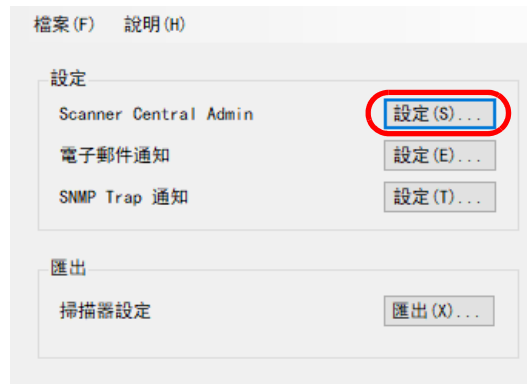 檔案(F) 說明(H)
設定
Scanner Central Admin 設定(S)...
電子郵件通知 設定(E)...
SNMP Trap 通知 設定(T)...
匯出
掃描器設定 匯出(X)...